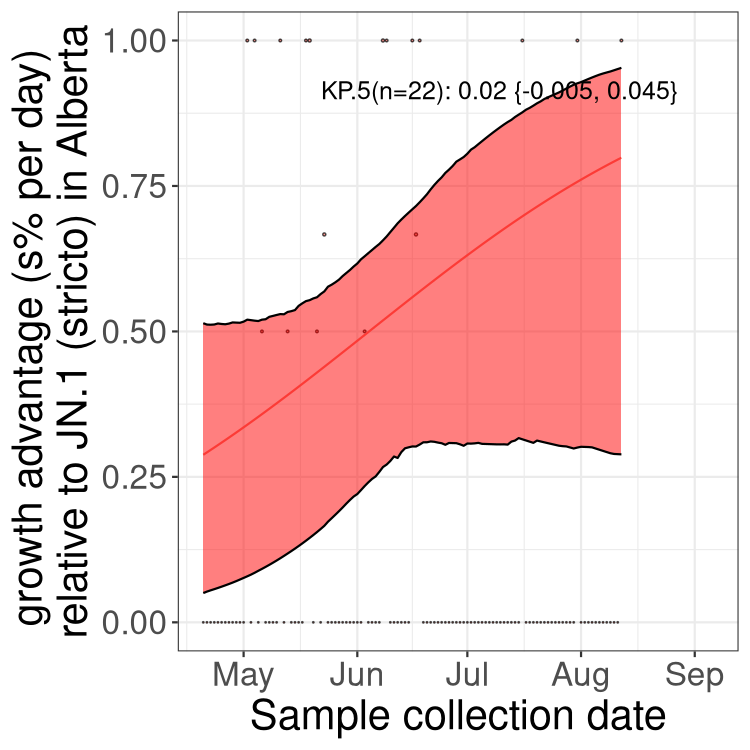 growth advantage (s% per day)
relative to JN.1 (stricto) in Alberta
1.00
0.75
0.50
0.25
0.00
KP.5(n=22): 0.02 {-0.005, 0.045}
May Jun Jul Aug Sep
Sample collection date